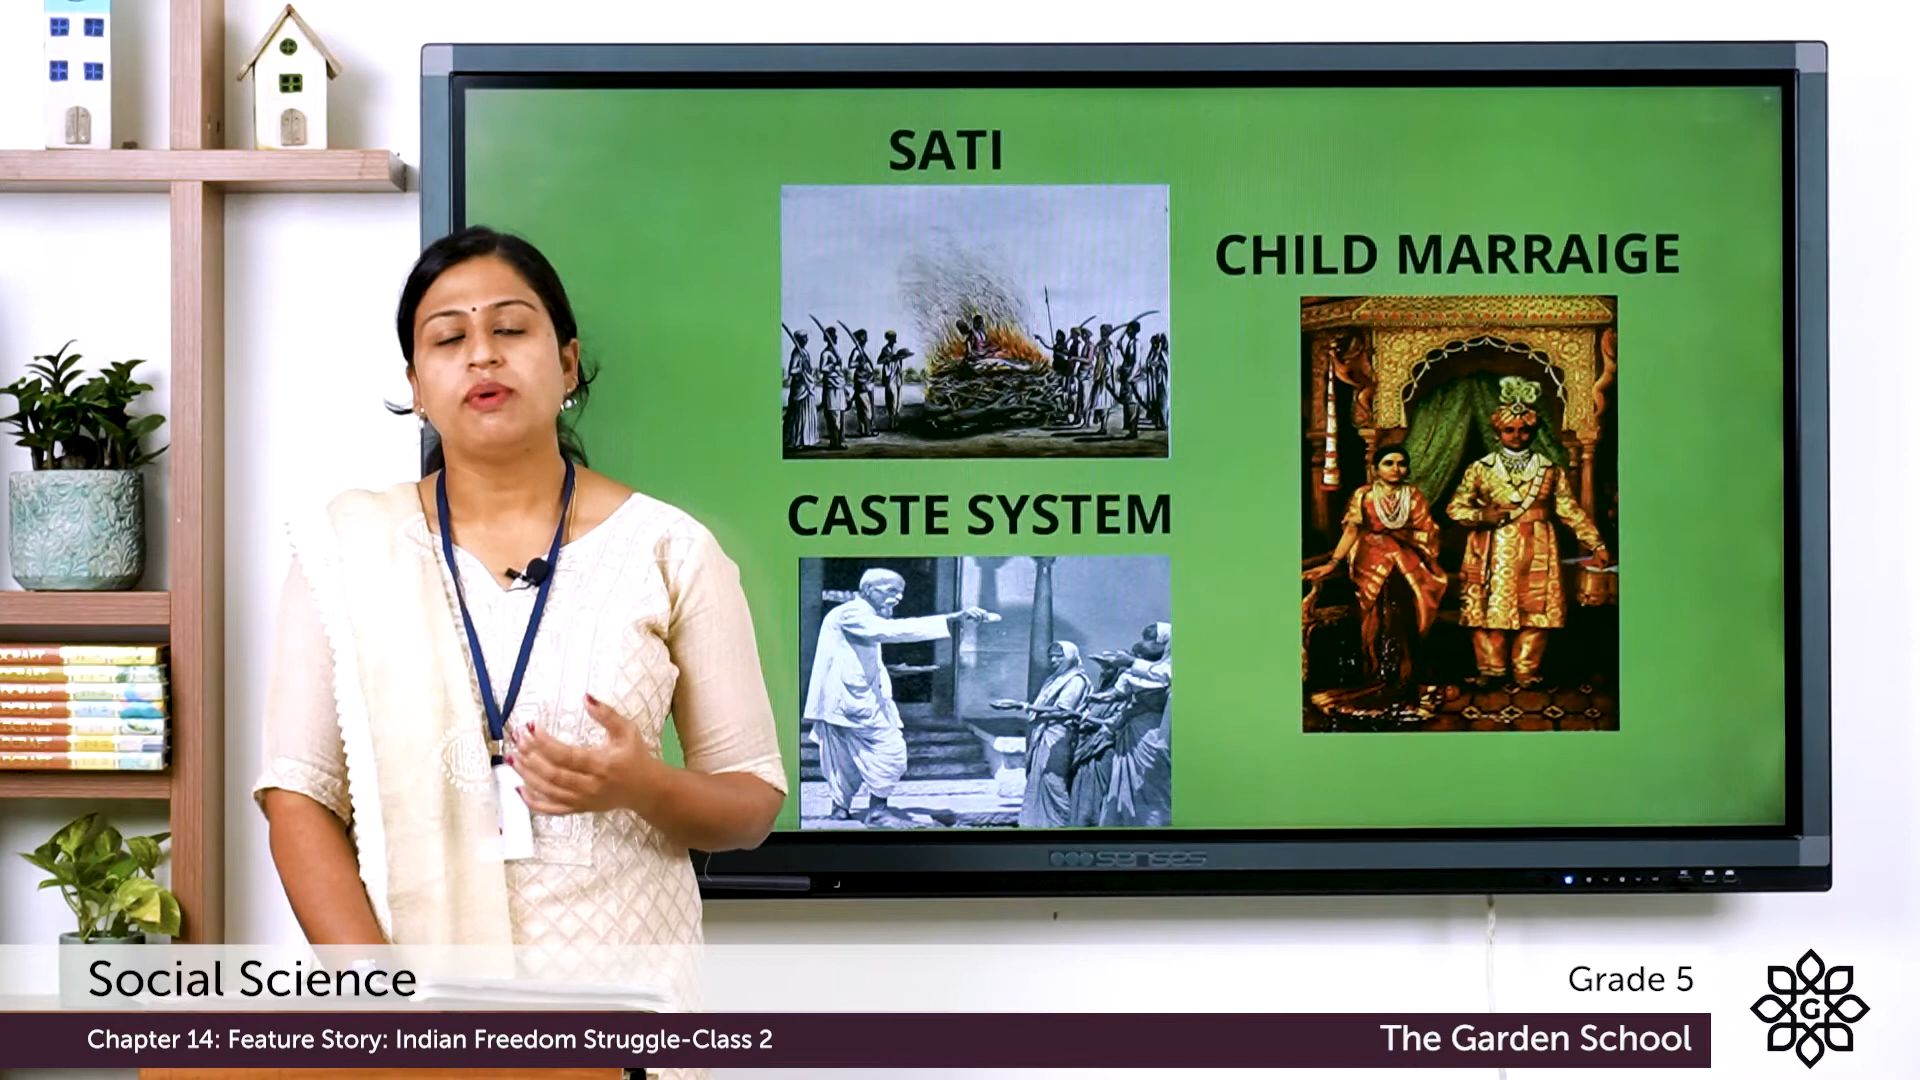 SATI
CHILD MARRAIGE
CASTE SYSTEM
senses
Social Science
Grade 5
Chapter 14: Feature Story: Indian Freedom Struggle-Class 2
The Garden School
G